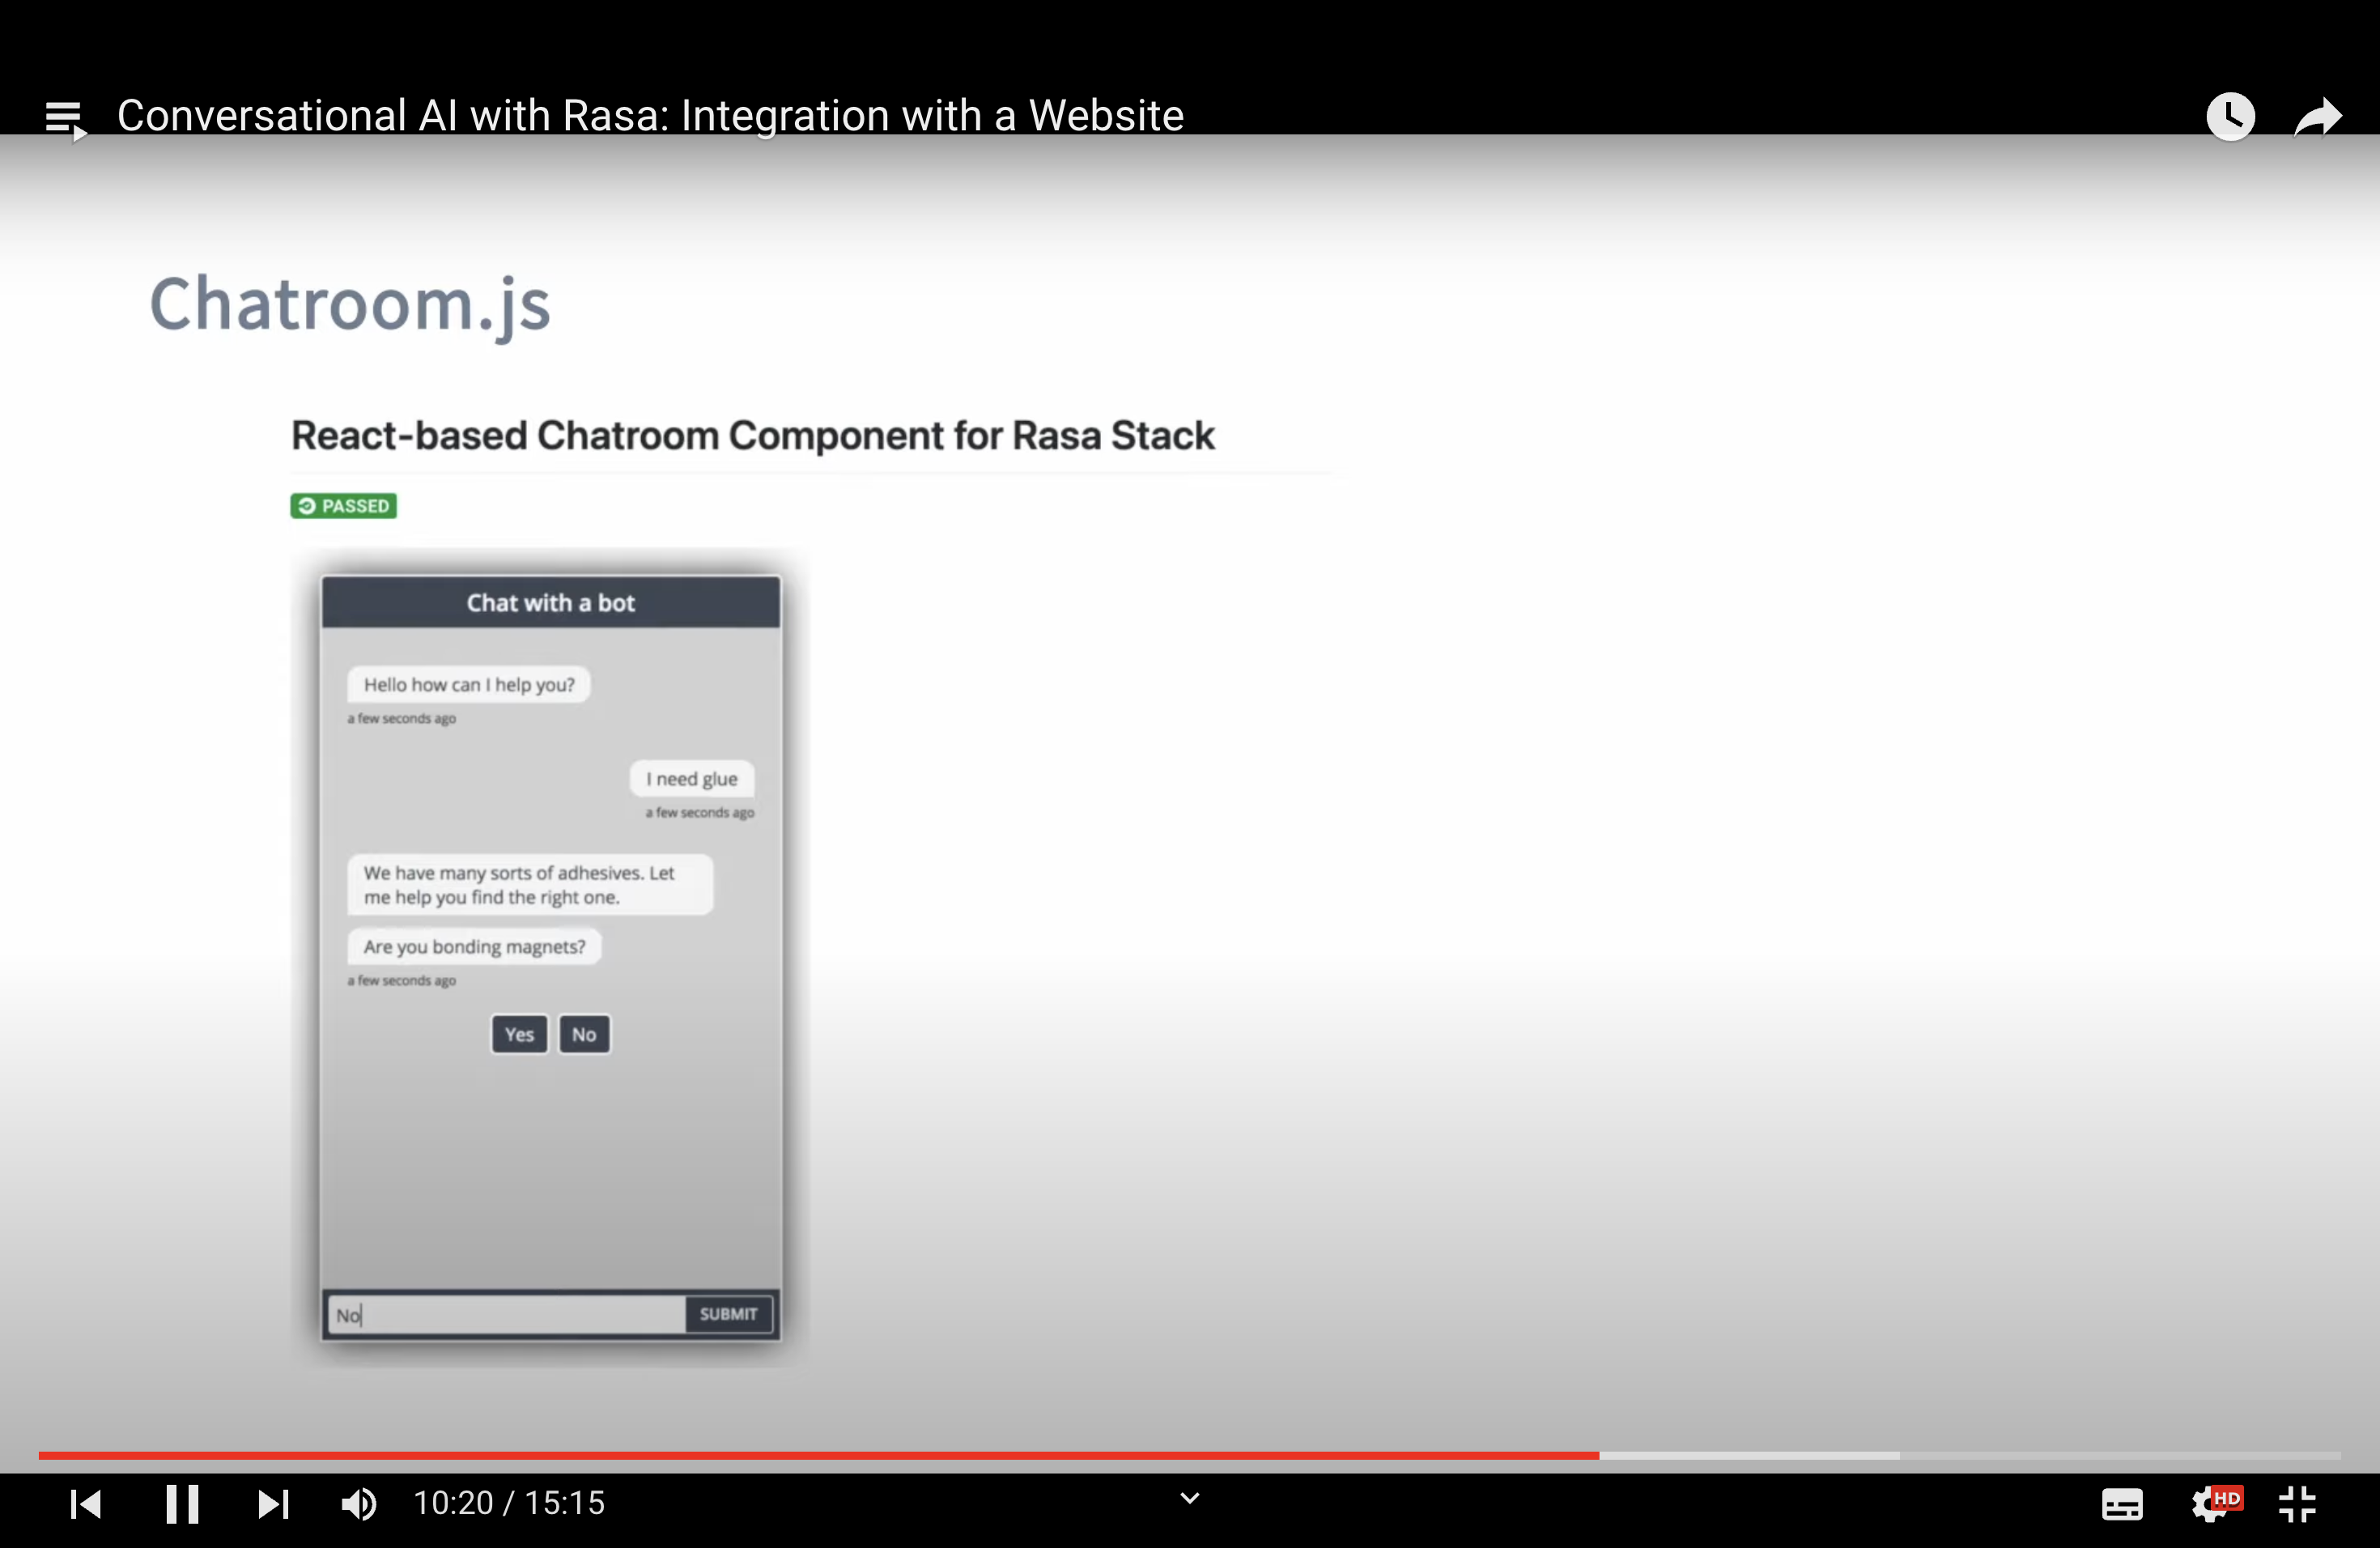 Conversational AI with Rasa: Integration with a Website
Chatroom.js
React-based Chatroom Component for Rasa Stack
PASSED
Chat with a bot
Hello how can I help you?
a few seconds ago
I need glue
a few seconds ago
We have many sorts of adhesives. Let
me help you find the right one.
Are you bonding magnets?
a few seconds ago
Yes No
No SUBMIT
10:20 / 15:15
HD